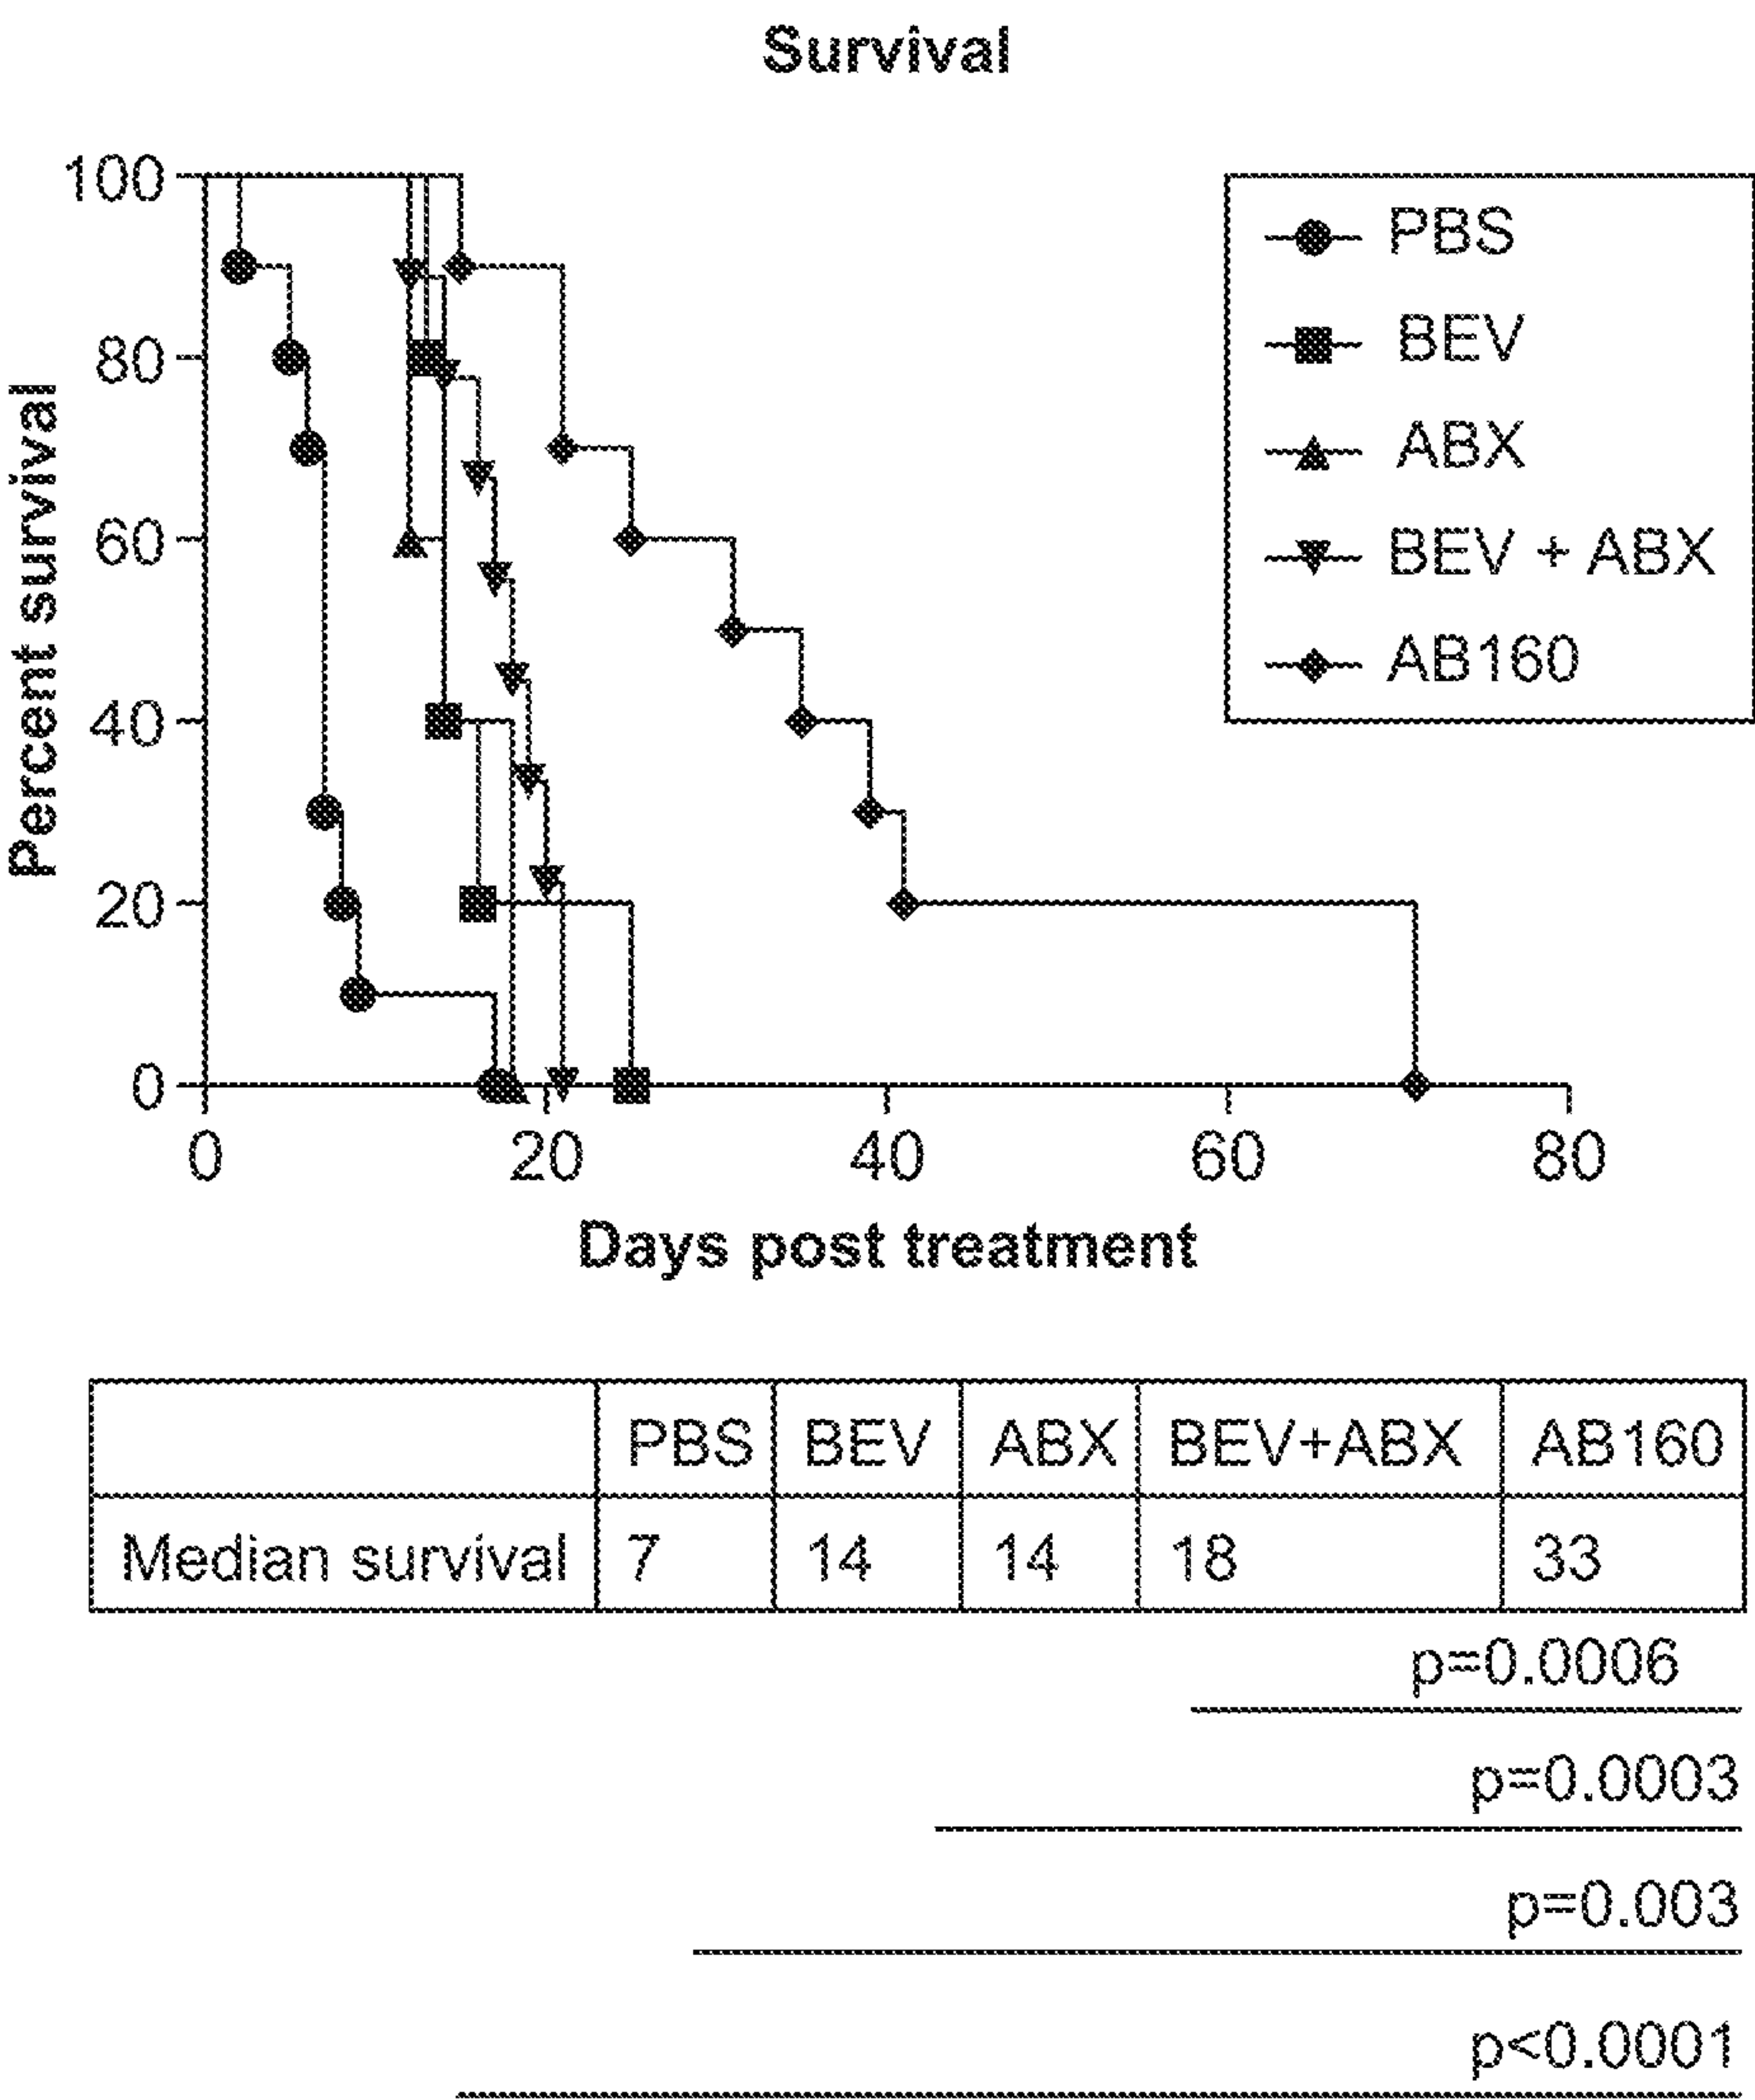 Survival
Percent survival
100
80
60
40
20
0
0 20 40 60 80
Days post treatment
PBS
BEV
ABX
BEV + ABX
AB160
PBS BEV ABX BEV+ABX AB160
Median survival 7 14 14 18 33
p=0.0006
p=0.0003
p=0.003
p<0.0001